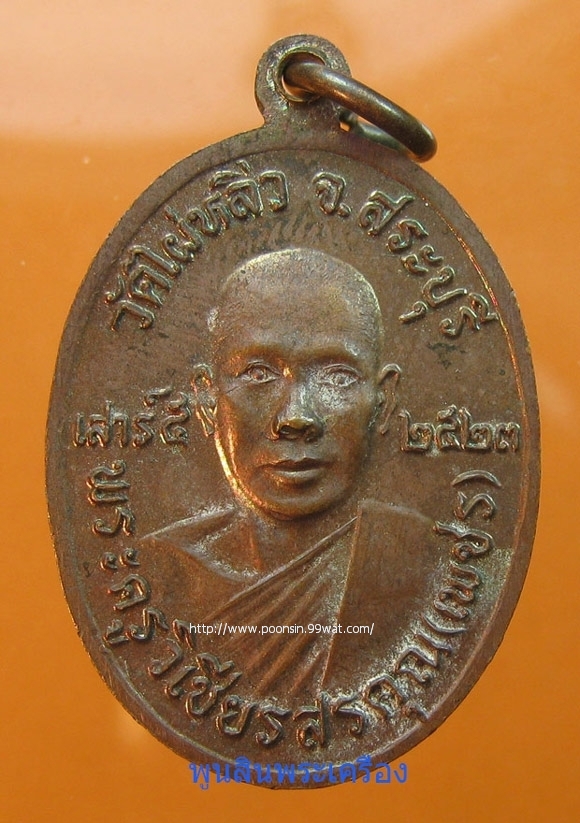 วัดไผ่หลิ่ว จ.สระบุรี
เสาร์๕ ๒๕๒๓
พระครูวิเชียรสรคุณ(เพชร)
http://www.poonsin.99wat.com/
พูนสินพระเครื่อง